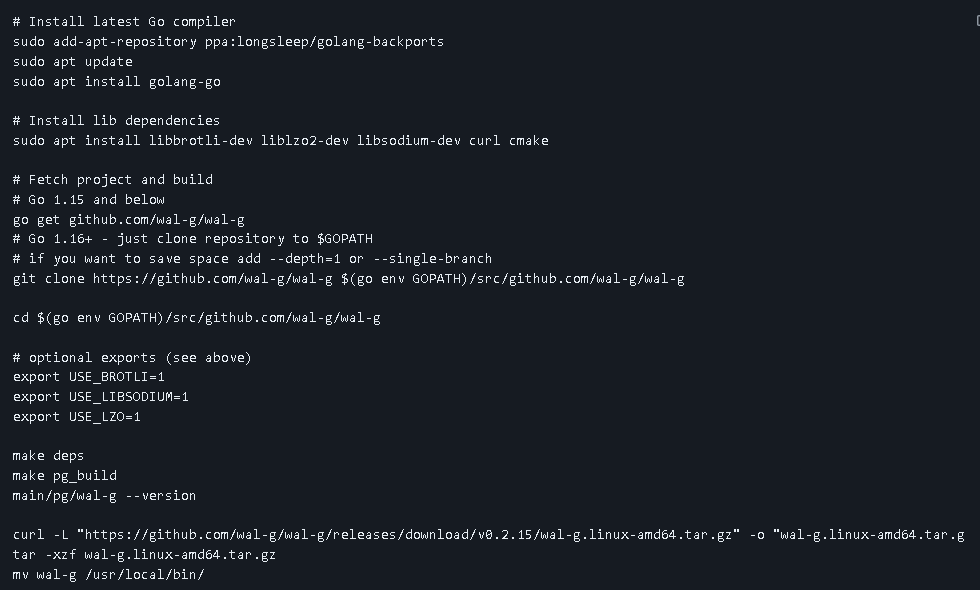 # Install latest Go compiler
sudo add-apt-repository ppa:longsleep/golang-backports
sudo apt update
sudo apt install golang-go
# Install lib dependencies
sudo apt install libbrotli-dev liblzo2-dev libsodium-dev curl cmake
# Fetch project and build
# Go 1.15 and below
go get github.com/wal-g/wal-g
# Go 1.16+ - just clone repository to $GOPATH
# if you want to save space add --depth=1 or --single-branch
git clone https://github.com/wal-g/wal-g $(go env GOPATH)/src/github.com/wal-g/wal-g
cd $(go env GOPATH)/src/github.com/wal-g/wal-g
# optional exports (see above)
export USE_BROTLI=1
export USE_LIBSODIUM=1
export USE_LZO=1
make deps
make pg_build
main/pg/wal-g --version
curl -L "https://github.com/wal-g/wal-g/releases/download/v0.2.15/wal-g.linux-amd64.tar.gz" -o "wal-g.linux-amd64.tar.g
tar -xzf wal-g.linux-amd64.tar.gz
mv wal-g /usr/local/bin/